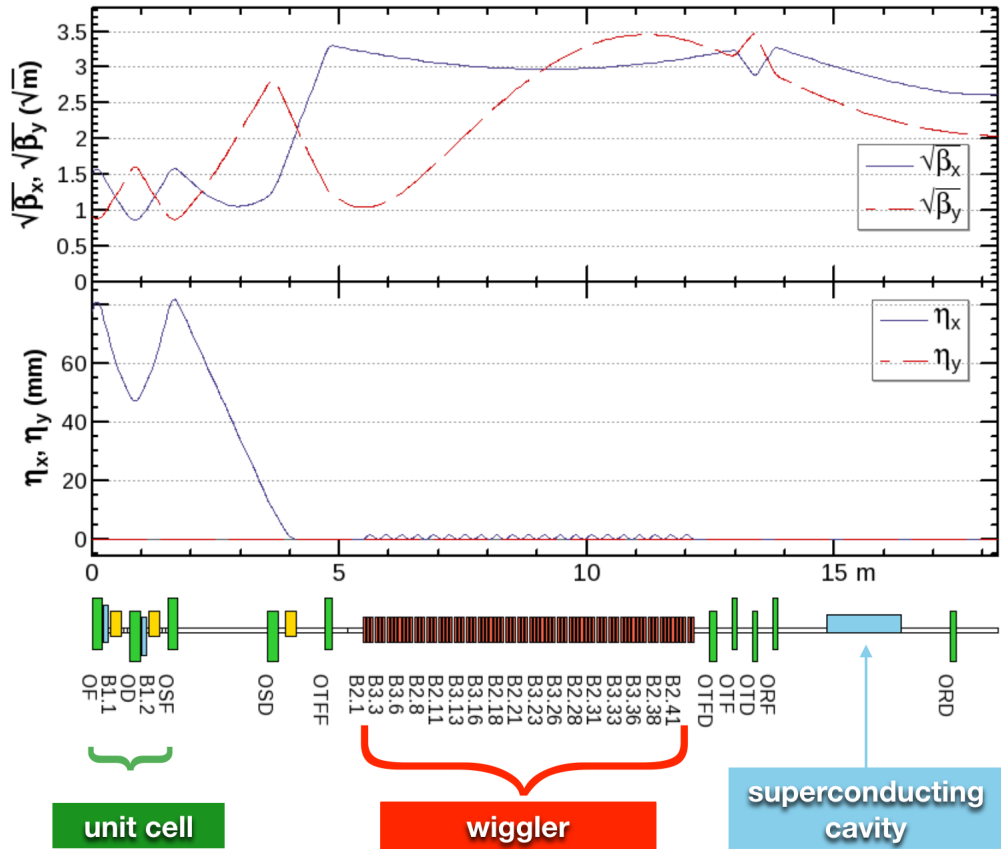 √βx, √βy (√m)
3.5
3
2.5
2
1.5
1
0.5
0
√βx
√βy
ηx, ηy (mm)
60
40
20
0
ηx
ηy
0 5 10 15 m
OF B1.1 OD B1.2 OSF OSD OTFF B2.1 B3.3 B3.6 B2.8 B2.11 B3.13 B3.16 B2.18 B2.21 B3.23 B3.26 B2.28 B2.31 B3.33 B3.36 B2.38 B2.41 OTFD OTF OTD ORF ORD
unit cell
wiggler
superconducting
cavity